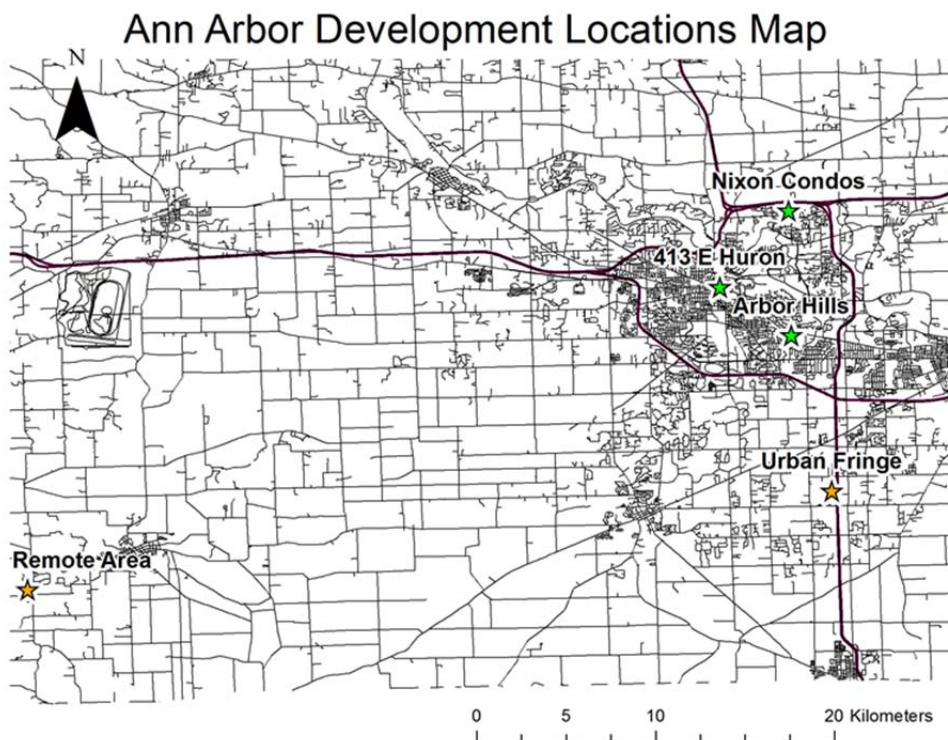 Ann Arbor Development Locations Map
N
Nixon Condos
413 E Huron
Arbor Hills
Urban Fringe
Remote Area
0 5 10 20 Kilometers